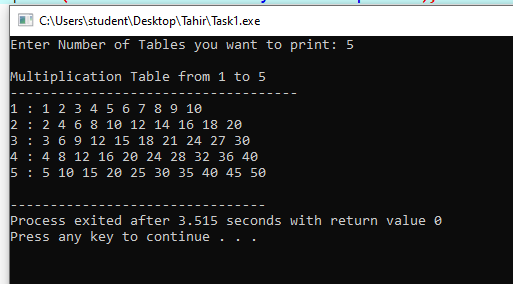 C:\Users\student\Desktop\Tahir\Task1.exe
Enter Number of Tables you want to print: 5
Multiplication Table from 1 to 5
------------------------------------
1 : 1 2 3 4 5 6 7 8 9 10
2 : 2 4 6 8 10 12 14 16 18 20
3 : 3 6 9 12 15 18 21 24 27 30
4 : 4 8 12 16 20 24 28 32 36 40
5 : 5 10 15 20 25 30 35 40 45 50
--------------------------------
Process exited after 3.515 seconds with return value 0
Press any key to continue . . .